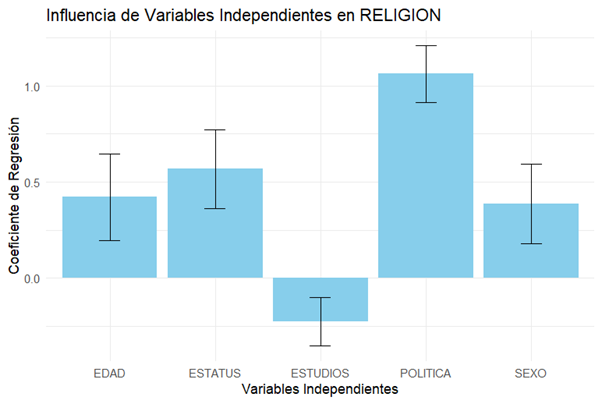 Influencia de Variables Independientes en RELIGION
Coeficiente de Regresión
1.0
0.5
0.0
EDAD ESTATUS ESTUDIOS POLITICA SEXO
Variables Independientes